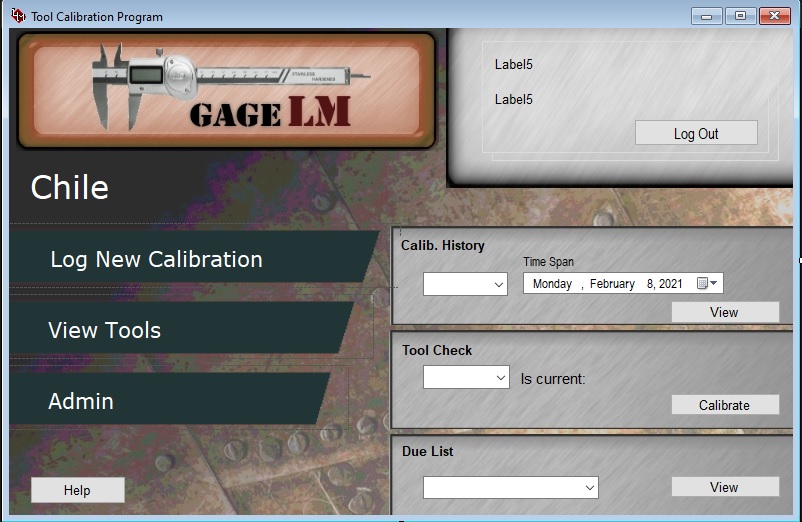 Tool Calibration Program
STAINLESS
HARDENED
GAGE LM
Label5
Label5
Log Out
Chile
Log New Calibration
View Tools
Admin
Help
Calib. History
Time Span
Monday , February 8, 2021
View
Tool Check
Is current:
Calibrate
Due List
View